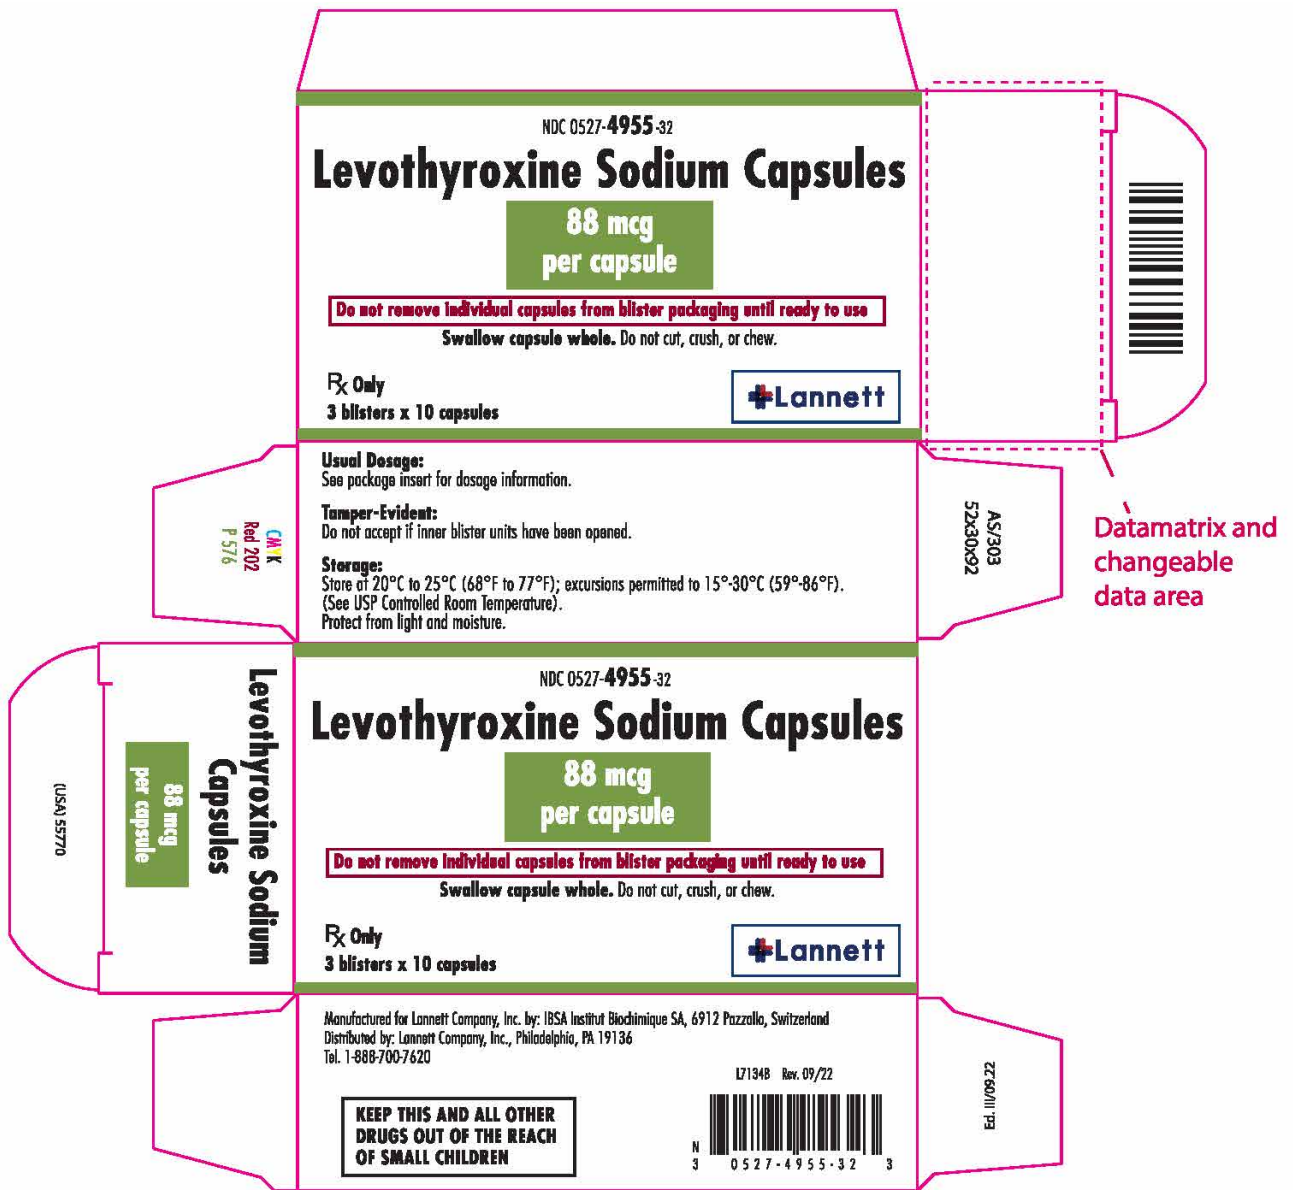 NDC 0527-4955-32
Levothyroxine Sodium Capsules
88 mcg
per capsule
Do not remove individual capsules from blister packaging until ready to use
Swallow capsule whole. Do not cut, crush, or chew.
Rx Only
3 blisters x 10 capsules
Lannett
Usual Dosage:
See package insert for dosage information.
Tamper-Evident:
Do not accept if inner blister units have been opened.
Storage:
Store at 20°C to 25°C (68°F to 77°F); excursions permitted to 15°-30°C (59°-86°F).
(See USP Controlled Room Temperature).
Protect from light and moisture.
CMYK
Red 202
P 576
AS/303
52x30x92
Datamatrix and
changeable
data area
Levothyroxine Sodium
Capsules
88 mcg
per capsule
(USA) 55770
NDC 0527-4955-32
Levothyroxine Sodium Capsules
88 mcg
per capsule
Do not remove individual capsules from blister packaging until ready to use
Swallow capsule whole. Do not cut, crush, or chew.
Rx Only
3 blisters x 10 capsules
Lannett
Manufactured for Lannett Company, Inc. by: IBSA Institut Biochimique SA, 6912 Pazzallo, Switzerland
Distributed by: Lannett Company, Inc., Philadelphia, PA 19136
Tel. 1-888-700-7620
KEEP THIS AND ALL OTHER
DRUGS OUT OF THE REACH
OF SMALL CHILDREN
L7134B Rev. 09/22
N
3 0527-4955-32 3
Ed. III/09.22